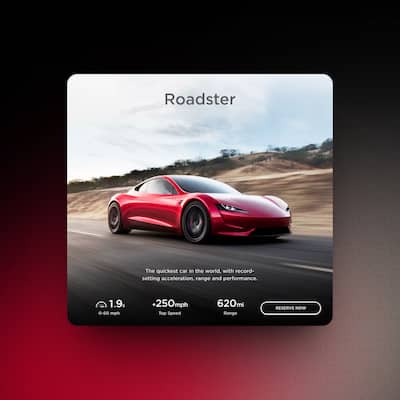 Roadster
The quickest car in the world, with record-
setting acceleration, range and performance.
1.9s +250mph 620mi RESERVE NOW
0-60 mph Top Speed Range